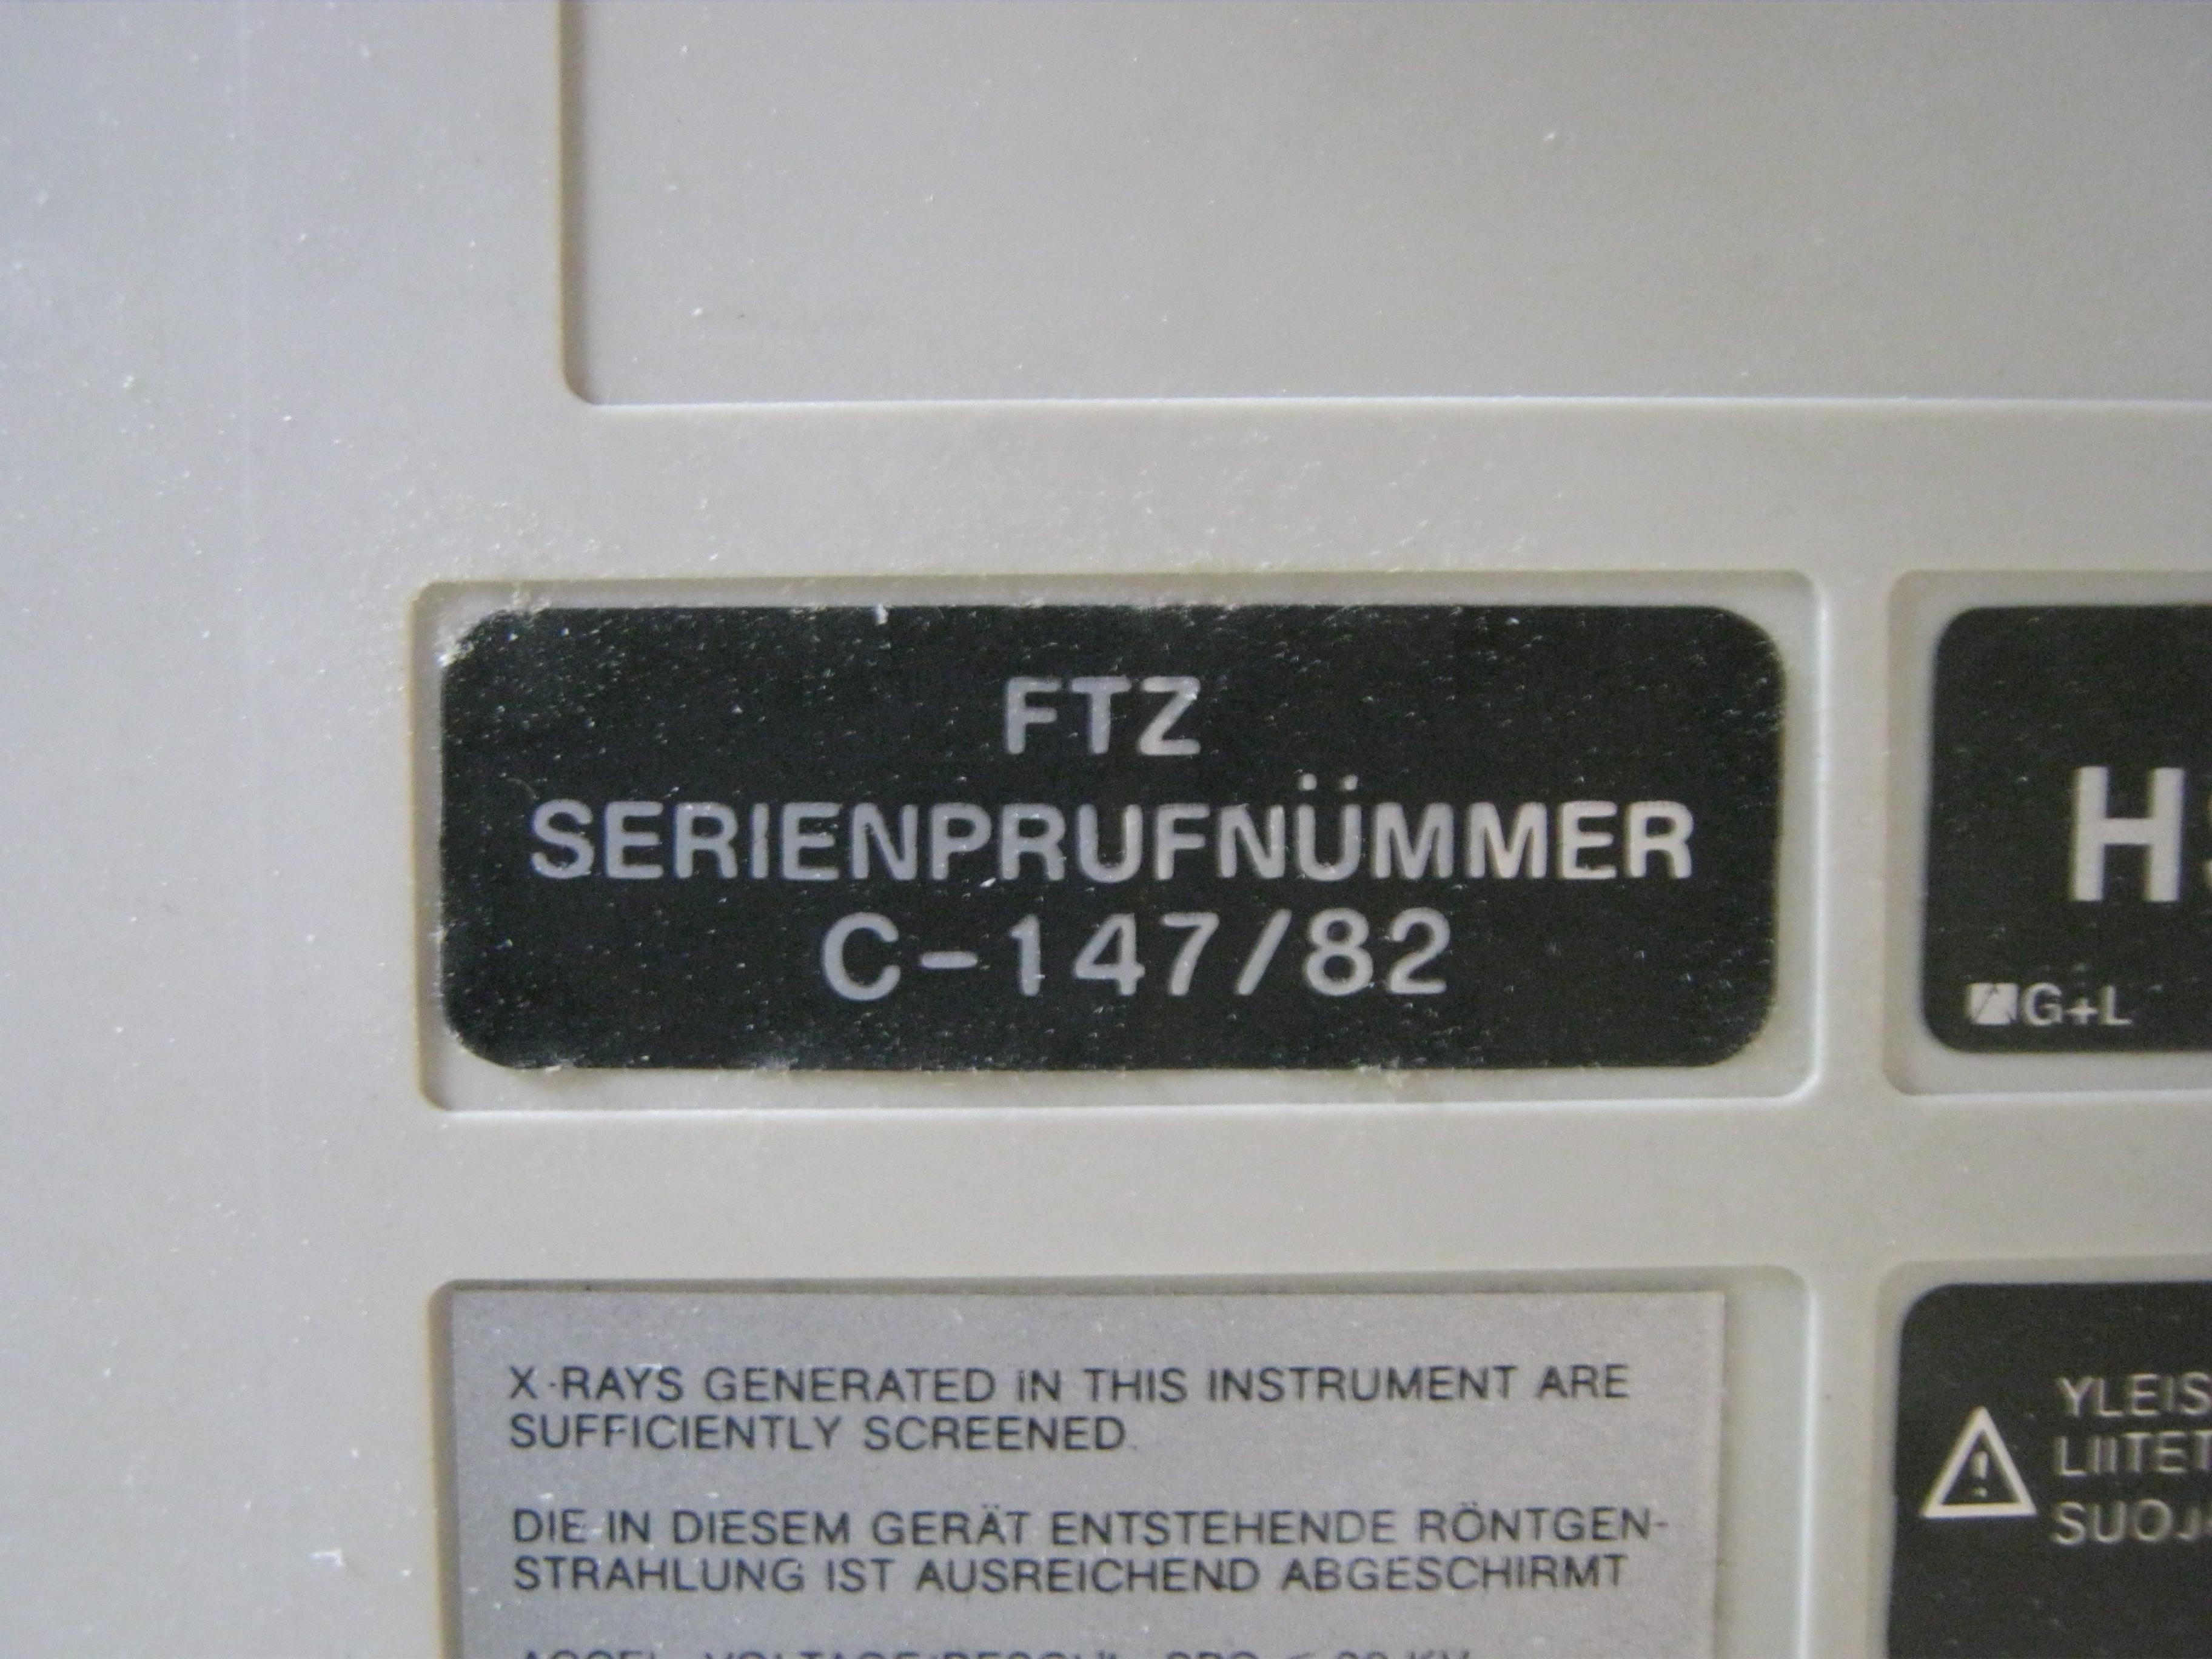 FTZ
SERIENPRUFNÜMMER
C-147/82
H
G+L
X-RAYS GENERATED IN THIS INSTRUMENT ARE
SUFFICIENTLY SCREENED.
DIE IN DIESEM GERÄT ENTSTEHENDE RÖNTGEN-
STRAHLUNG IST AUSREICHEND ABGESCHIRMT
YLEIS
LIITET
SUOJ